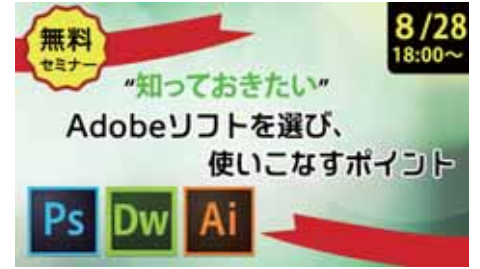 無料
セミナー
8/28
18:00〜
"知っておきたい"
Adobeソフトを選び、
使いこなすポイント
Ps Dw Ai